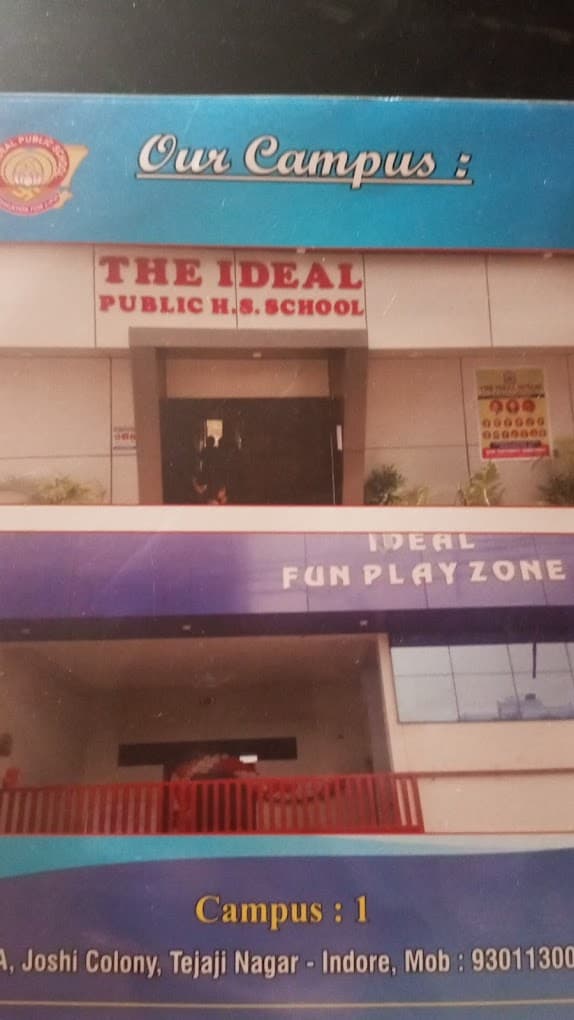 Our Campus :
THE IDEAL
PUBLIC H.S. SCHOOL
IDEAL
FUN PLAY ZONE
Campus : 1
A, Joshi Colony, Tejaji Nagar - Indore, Mob : 93011300